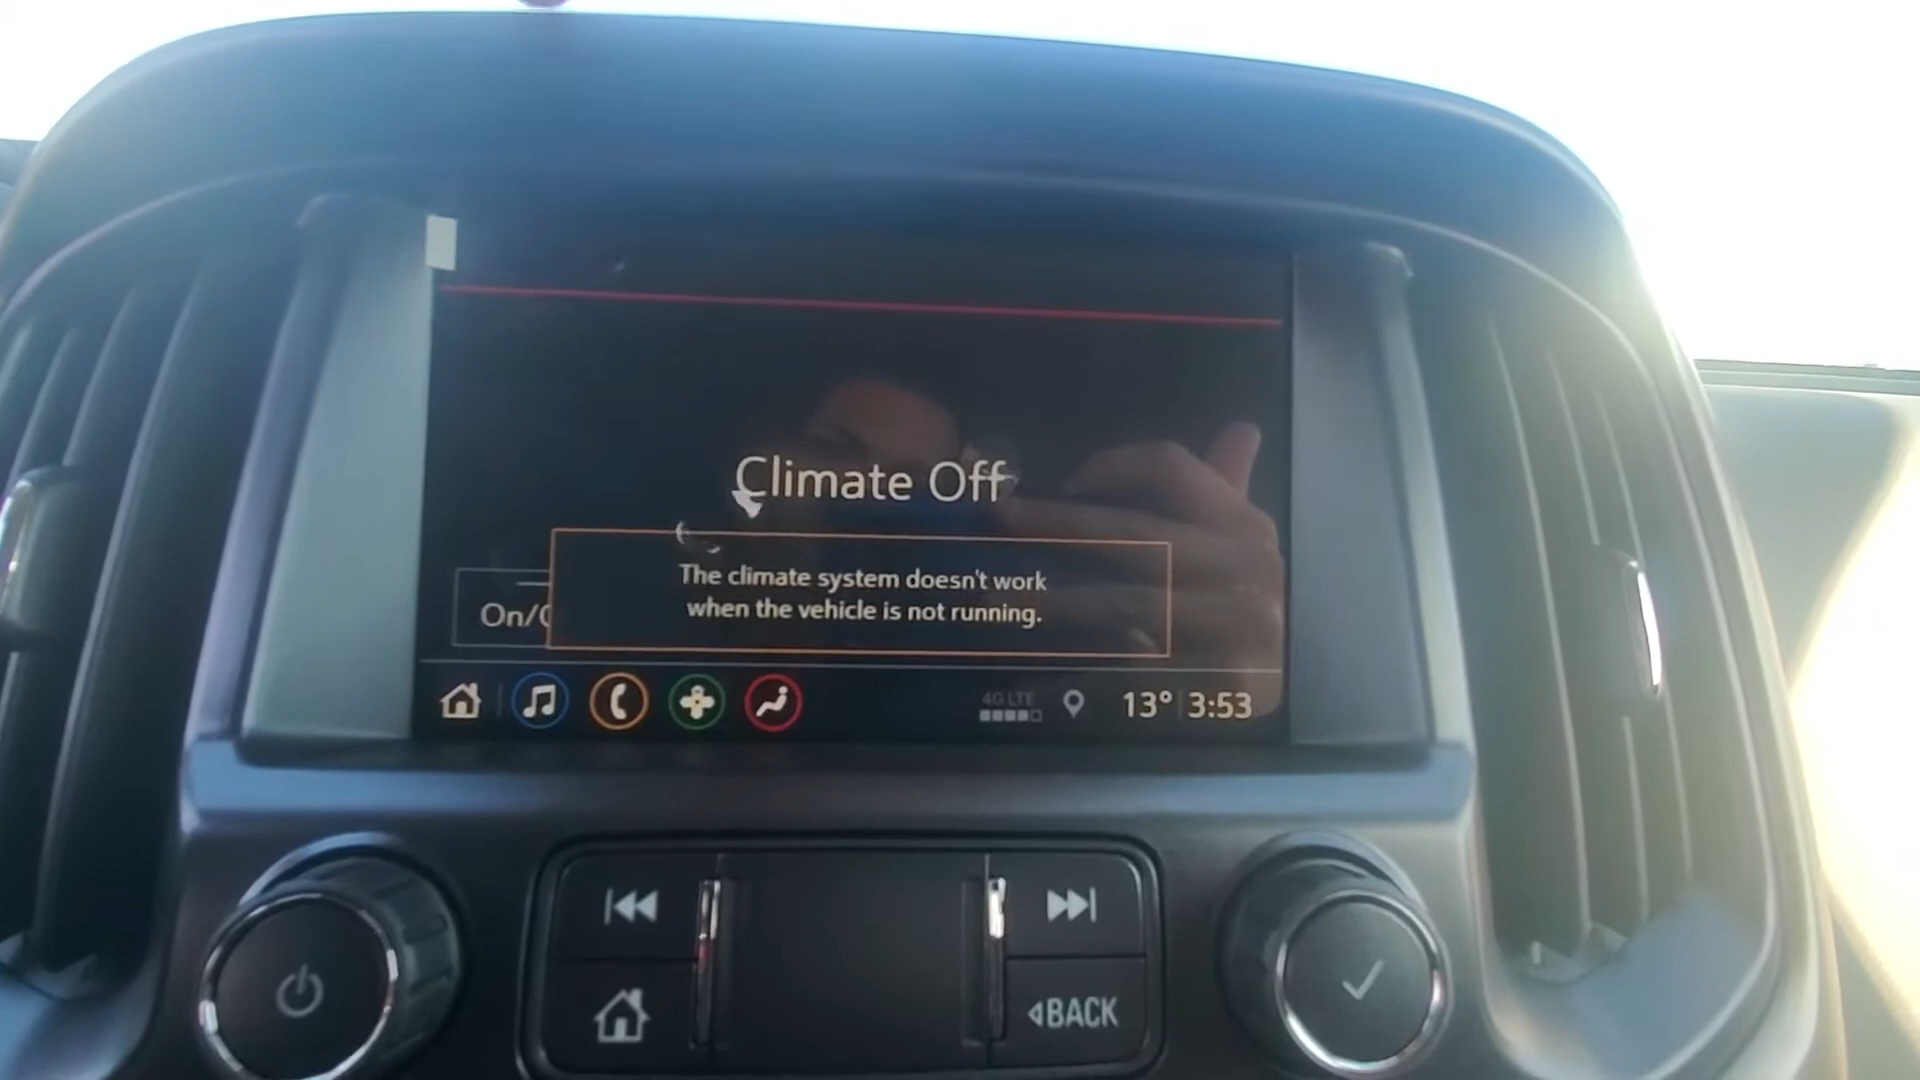 Climate Off
The climate system doesn't work
when the vehicle is not running.
On/
4G LTE
13° 3:53
BACK